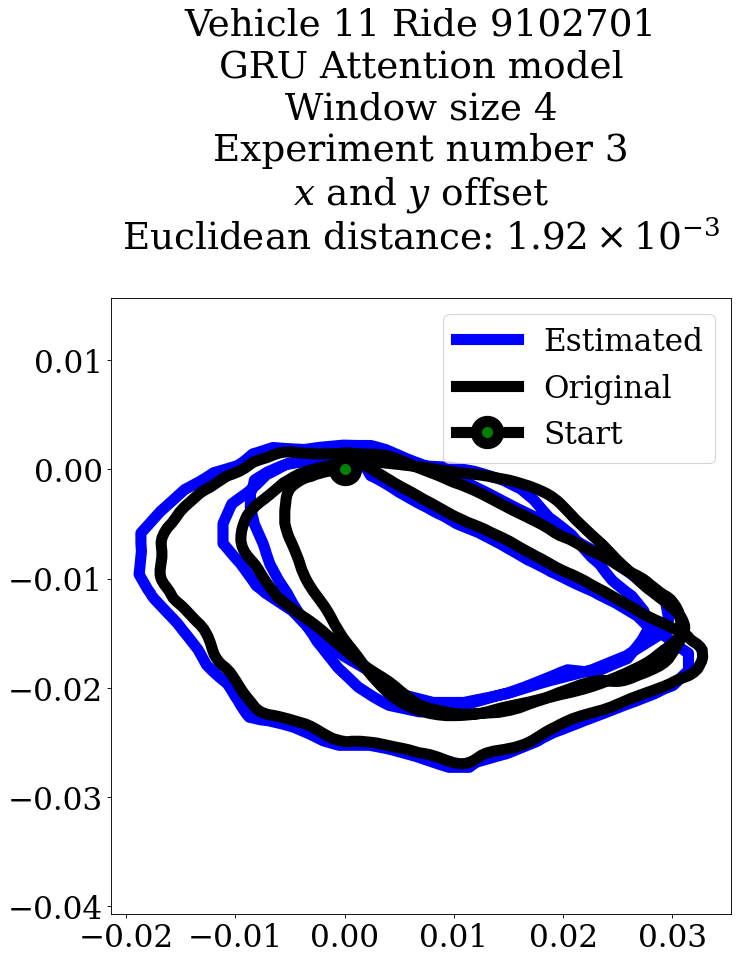 Vehicle 11 Ride 9102701
GRU Attention model
Window size 4
Experiment number 3
x and y offset
Euclidean distance: 1.92 × 10⁻³
Estimated
Original
Start
0.01
0.00
−0.01
−0.02
−0.03
−0.04
−0.02 −0.01 0.00 0.01 0.02 0.03